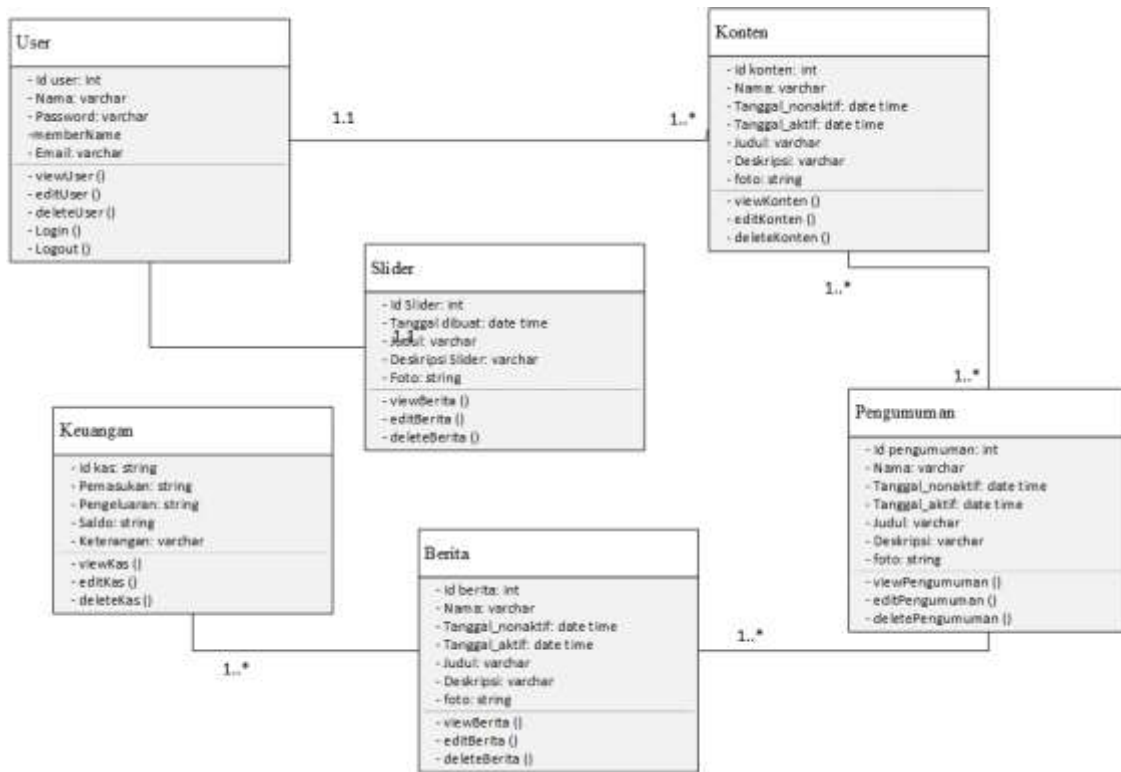 User
- Id user: int
- Nama: varchar
- Password: varchar
-memberName
- Email: varchar
- viewUser ()
- editUser ()
- deleteUser ()
- Login ()
- Logout ()
1.1
1..*
Konten
- Id konten: int
- Nama: varchar
- Tanggal_nonaktif: date time
- Tanggal_aktif: date time
- Judul: varchar
- Deskripsi: varchar
- foto: string
- viewKonten ()
- editKonten ()
- deleteKonten ()
1..*
1..*
Slider
- Id Slider: int
- Tanggal dibuat: date time
1.1
- Judul: varchar
- Deskripsi Slider: varchar
- Foto: string
- viewBerita ()
- editBerita ()
- deleteBerita ()
Keuangan
- Id kas: string
- Pemasukan: string
- Pengeluaran: string
- Saldo: string
- Keterangan: varchar
- viewKas ()
- editKas ()
- deleteKas ()
1..*
Berita
- Id berita: int
- Nama: varchar
- Tanggal_nonaktif: date time
- Tanggal_aktif: date time
- Judul: varchar
- Deskripsi: varchar
- foto: string
- viewBerita ()
- editBerita ()
- deleteBerita ()
1..*
Pengumuman
- Id pengumuman: int
- Nama: varchar
- Tanggal_nonaktif: date time
- Tanggal_aktif: date time
- Judul: varchar
- Deskripsi: varchar
- foto: string
- viewPengumuman ()
- editPengumuman ()
- deletePengumuman ()